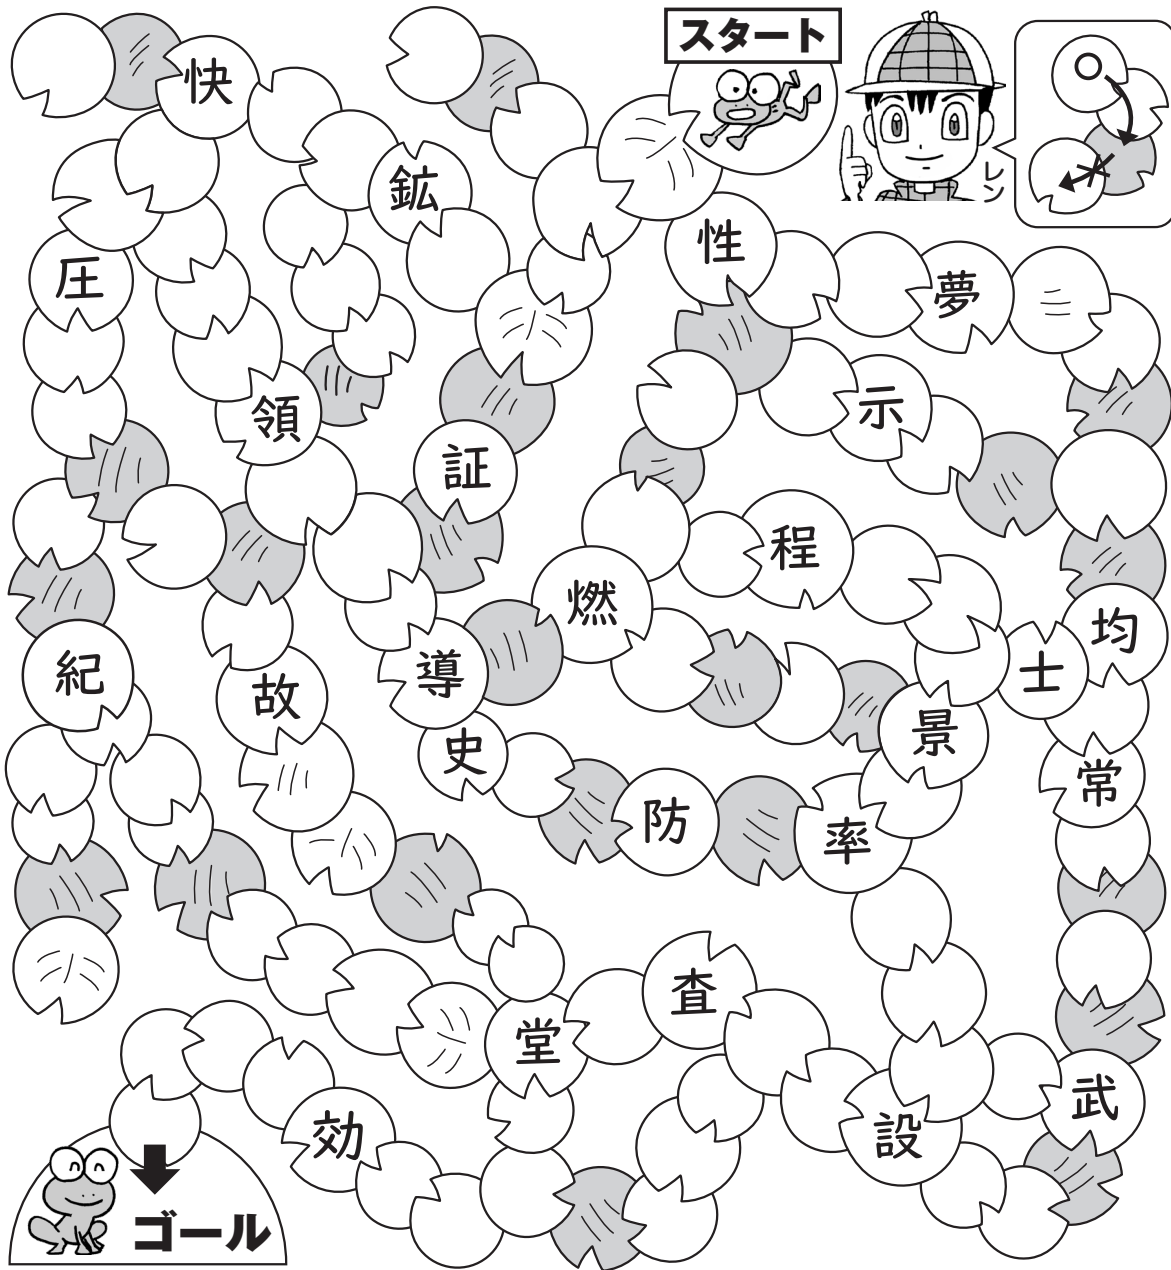 スタート
快
レン
鉱
性
圧
夢
領
示
証
程
燃
均
導
士
紀
故
景
史
常
防
率
査
堂
武
効
設
ゴール